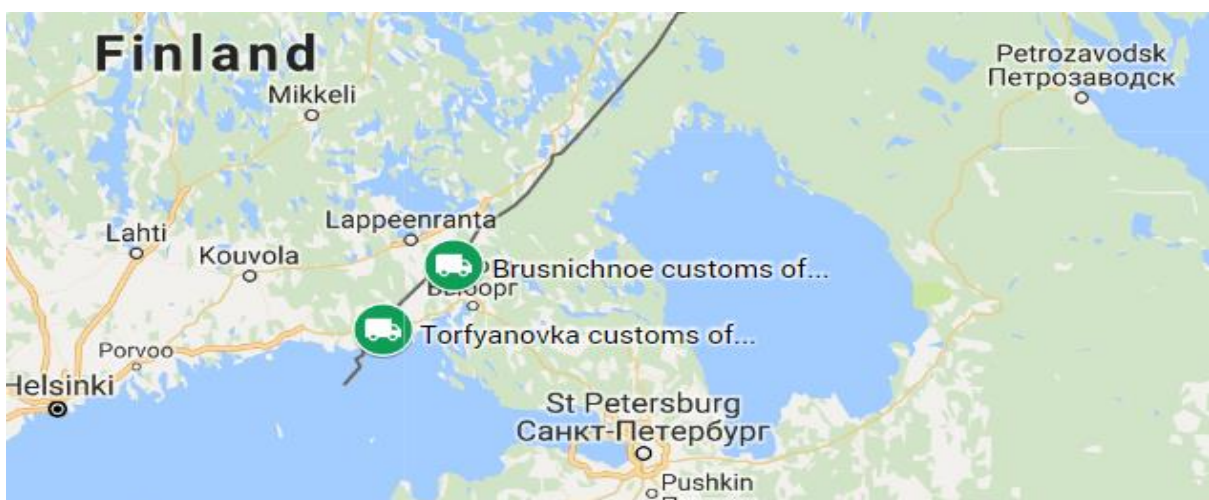 Finland
Petrozavodsk
Петрозаводск
Mikkeli
Lappeenranta
Lahti
Kouvola
Brusnichnoe customs of...
Torfyanovka customs of...
Porvoo
Helsinki
St Petersburg
Санкт-Петербург
Pushkin